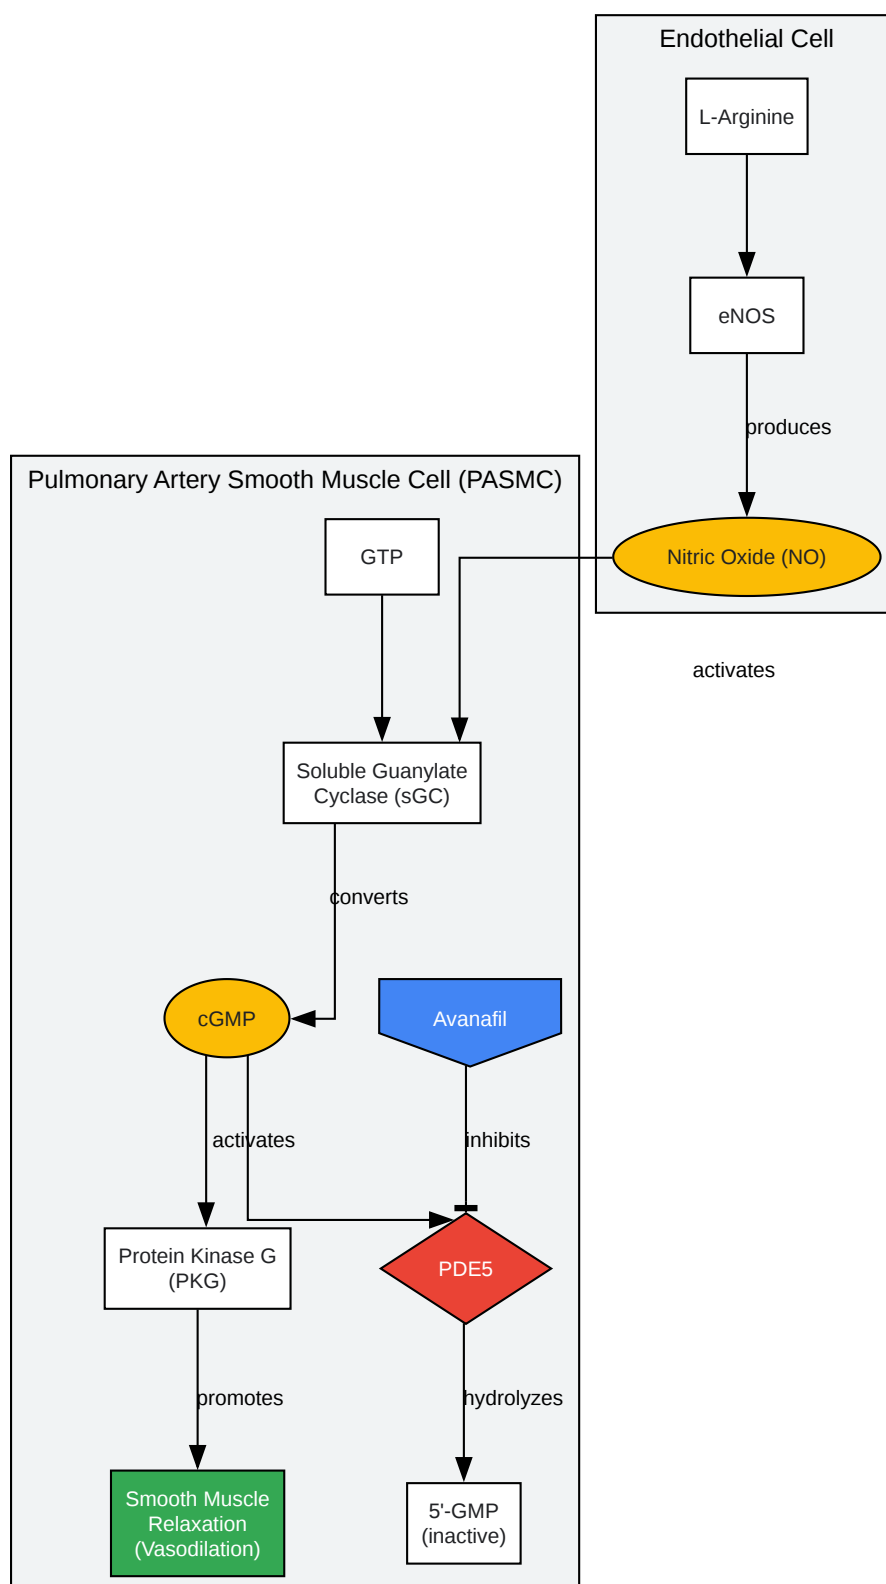 Endothelial Cell
L-Arginine
eNOS
produces
Pulmonary Artery Smooth Muscle Cell (PASMC)
GTP
Nitric Oxide (NO)
activates
Soluble Guanylate
Cyclase (sGC)
converts
cGMP
Avanafil
activates
inhibits
Protein Kinase G
(PKG)
PDE5
promotes
hydrolyzes
Smooth Muscle
Relaxation
(Vasodilation)
5'-GMP
(inactive)